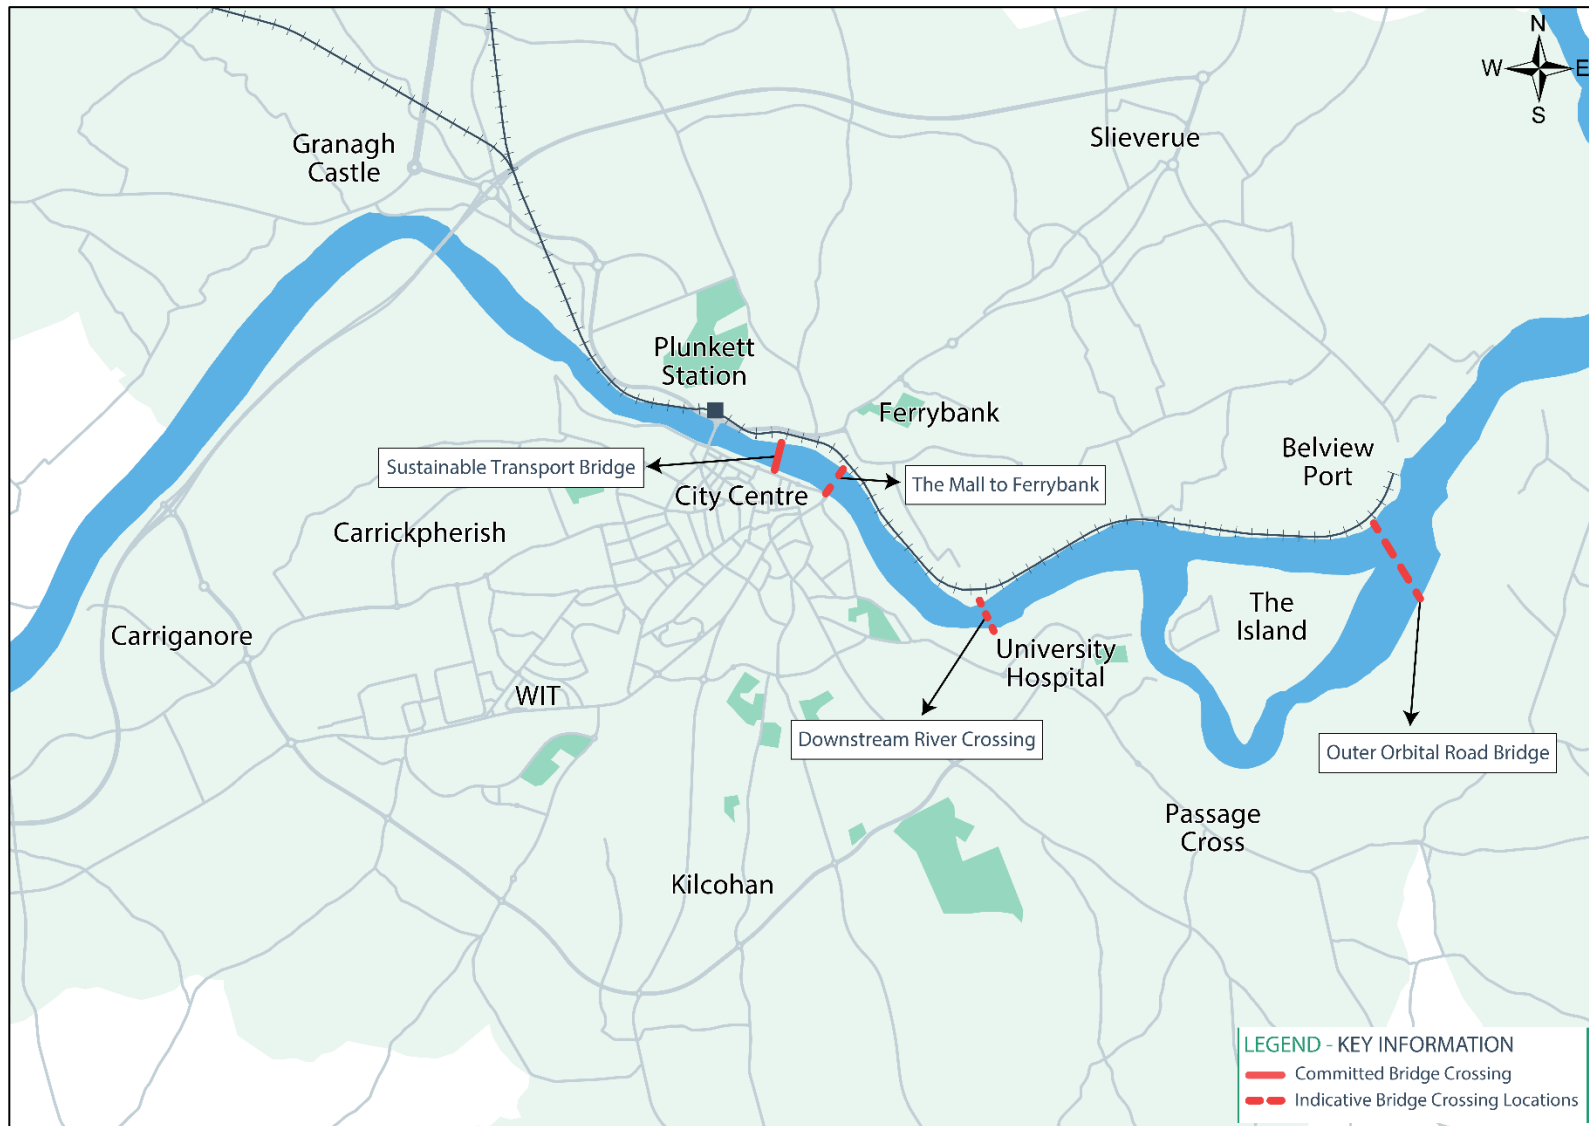 N
W
E
S
Granagh
Castle
Slieverue
Plunkett
Station
Ferrybank
Belview
Port
Sustainable Transport Bridge
The Mall to Ferrybank
City Centre
Carrickpherish
The
Island
Carriganore
University
Hospital
WIT
Downstream River Crossing
Outer Orbital Road Bridge
Passage
Cross
Kilcohan
LEGEND - KEY INFORMATION
Committed Bridge Crossing
Indicative Bridge Crossing Locations